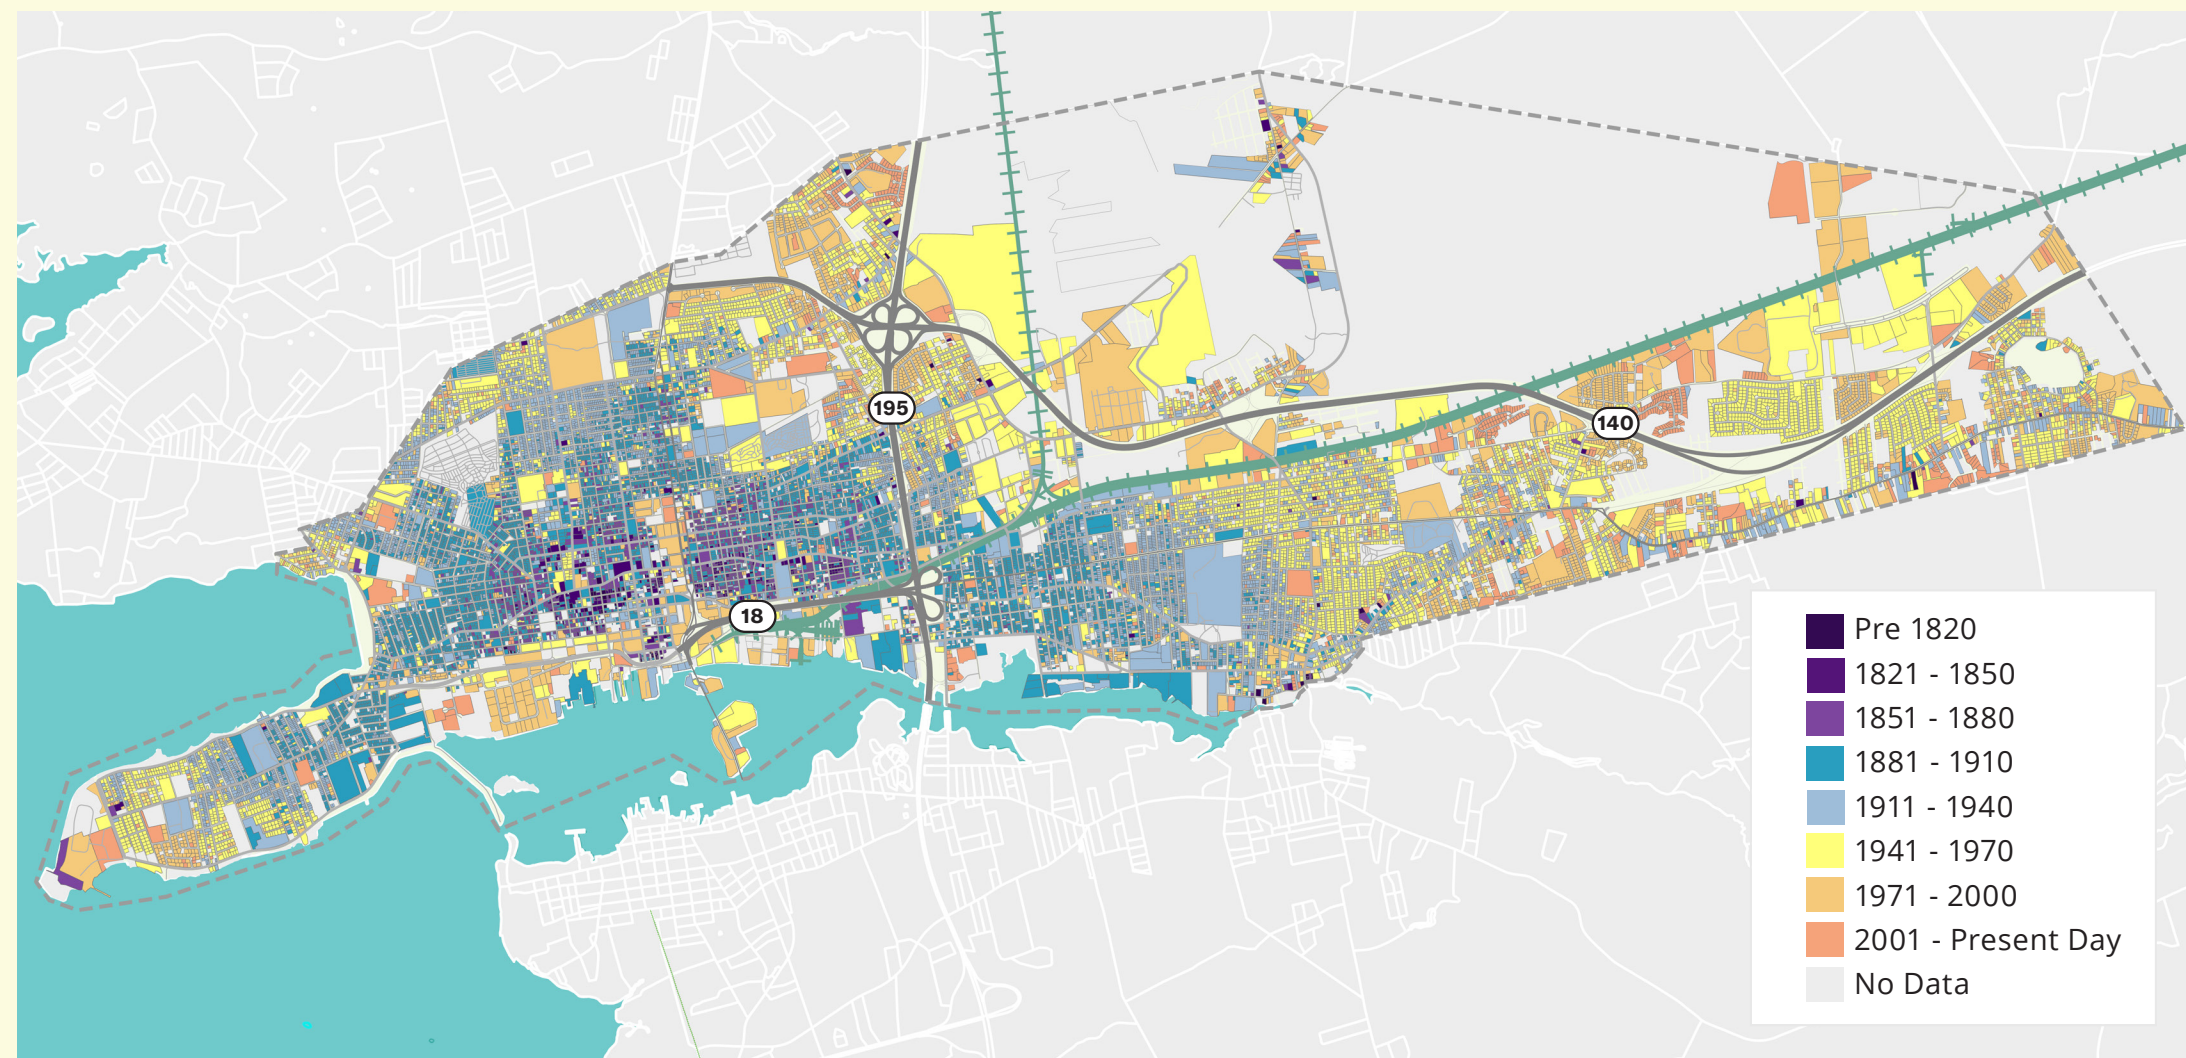 195
140
18
Pre 1820
1821 - 1850
1851 - 1880
1881 - 1910
1911 - 1940
1941 - 1970
1971 - 2000
2001 - Present Day
No Data